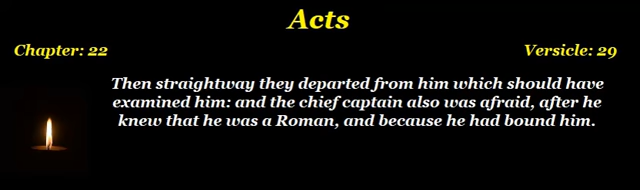 Acts
Chapter: 22
Versicle: 29
Then straightway they departed from him which should have
examined him: and the chief captain also was afraid, after he
knew that he was a Roman, and because he had bound him.